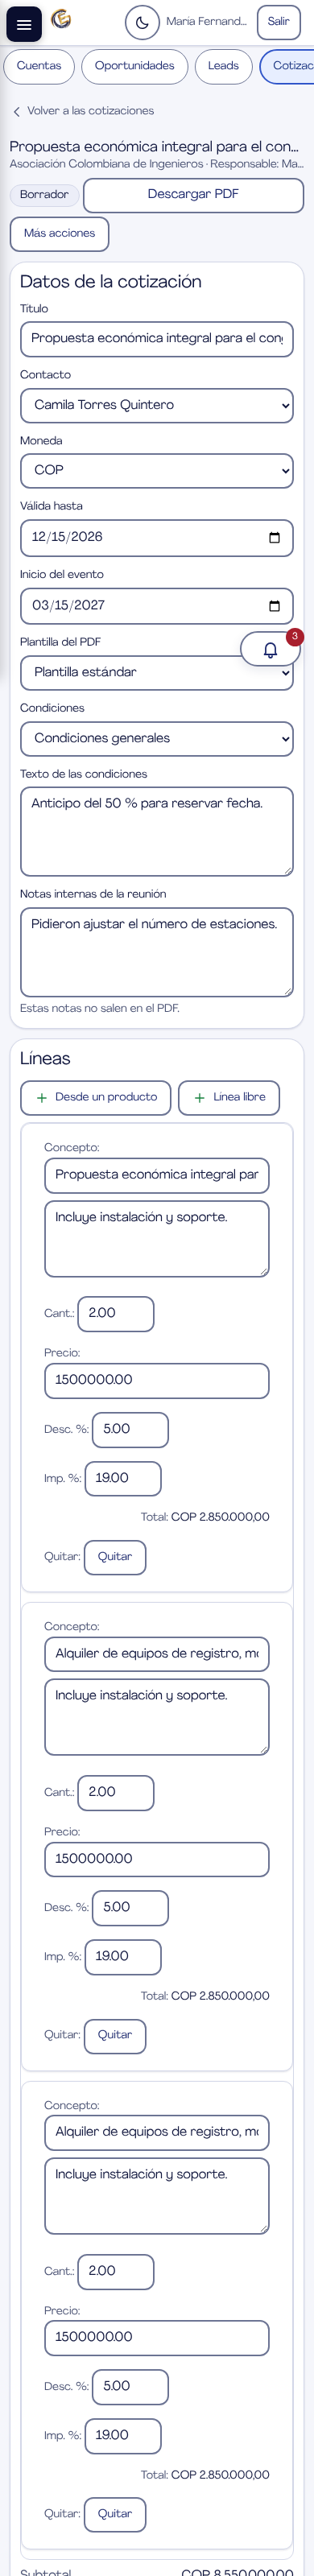 Maria Fernand...
Salir
Cuentas
Oportunidades
Leads
Cotizac
Volver a las cotizaciones
Propuesta económica integral para el con...
Asociación Colombiana de Ingenieros · Responsable: Ma...
Borrador
Descargar PDF
Más acciones
Datos de la cotización
Título
Propuesta económica integral para el cong
Contacto
Camila Torres Quintero
Moneda
COP
Válida hasta
12/15/2026
Inicio del evento
03/15/2027
3
Plantilla del PDF
Plantilla estándar
Condiciones
Condiciones generales
Texto de las condiciones
Anticipo del 50 % para reservar fecha.
Notas internas de la reunión
Pidieron ajustar el número de estaciones.
Estas notas no salen en el PDF.
Líneas
Desde un producto
Línea libre
Concepto:
Propuesta económica integral par
Incluye instalación y soporte.
Cant.: 2.00
Precio:
1500000.00
Desc. %: 5.00
Imp. %: 19.00
Total: COP 2.850.000,00
Quitar: Quitar
Concepto:
Alquiler de equipos de registro, mo
Incluye instalación y soporte.
Cant.: 2.00
Precio:
1500000.00
Desc. %: 5.00
Imp. %: 19.00
Total: COP 2.850.000,00
Quitar: Quitar
Concepto:
Alquiler de equipos de registro, mo
Incluye instalación y soporte.
Cant.: 2.00
Precio:
1500000.00
Desc. %: 5.00
Imp. %: 19.00
Total: COP 2.850.000,00
Quitar: Quitar
Subtotal COP 8.550.000,00